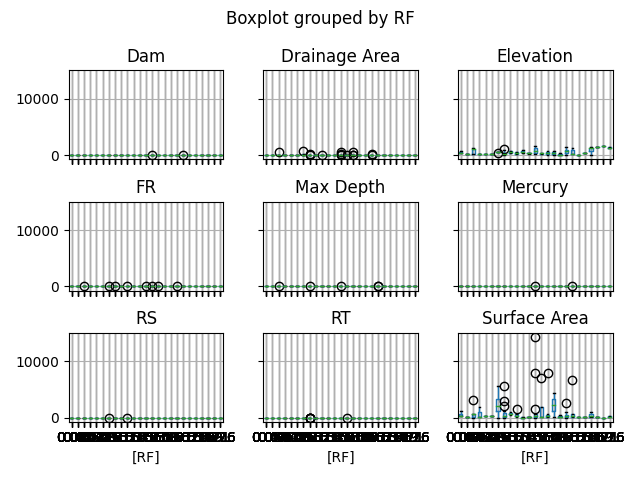 Boxplot grouped by RF
Dam
Drainage Area
Elevation
10000
0
FR
Max Depth
Mercury
10000
0
RS
RT
Surface Area
10000
0
[RF]
[RF]
[RF]